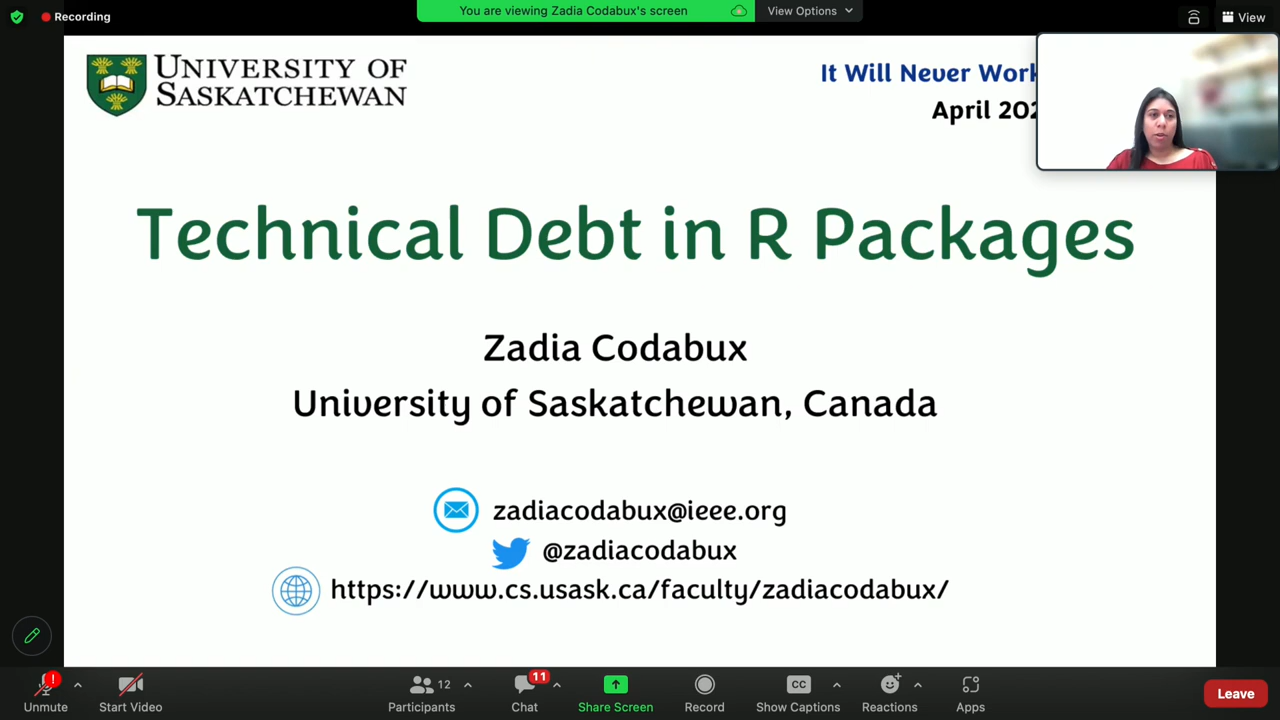 Recording
You are viewing Zadia Codabux's screen
View Options
View
UNIVERSITY OF
SASKATCHEWAN
It Will Never Work
April 202
Technical Debt in R Packages
Zadia Codabux
University of Saskatchewan, Canada
zadiacodabux@ieee.org
@zadiacodabux
https://www.cs.usask.ca/faculty/zadiacodabux/
Unmute
Start Video
12
Participants
11
Chat
Share Screen
Record
CC
Show Captions
Reactions
Apps
Leave